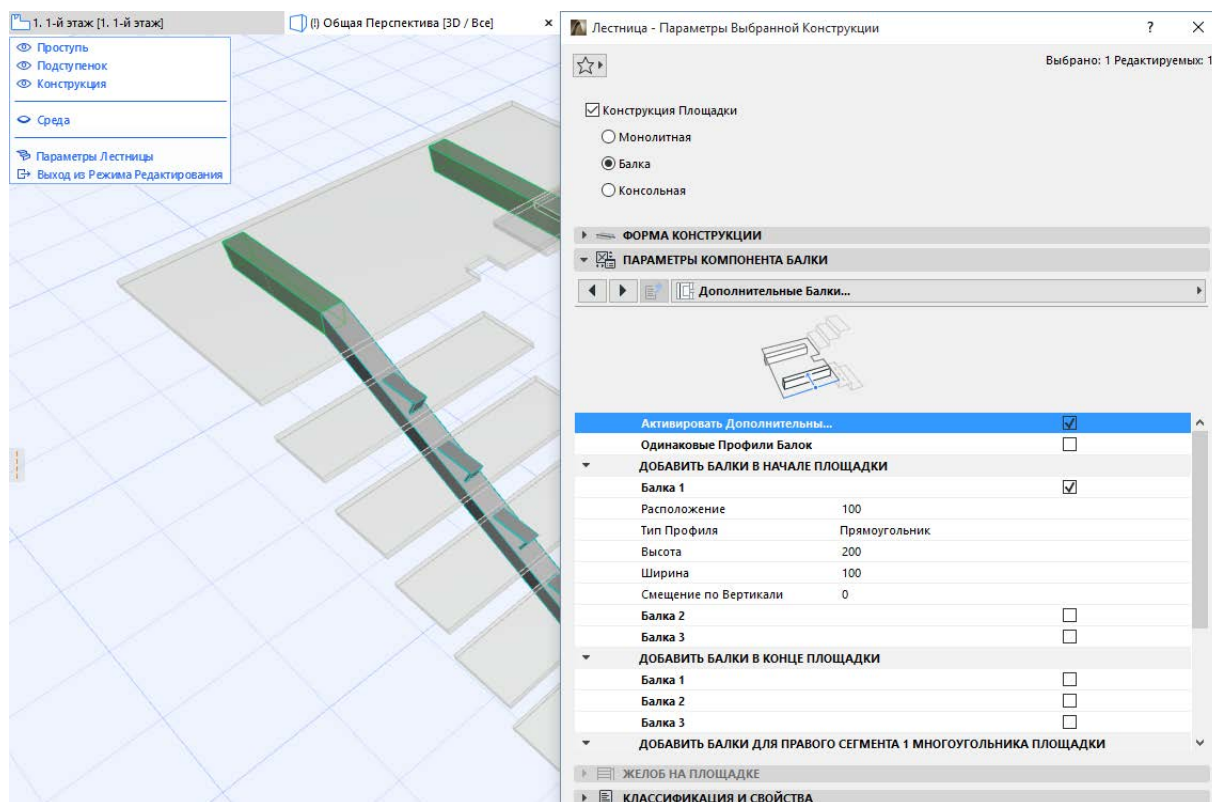 1. 1-й этаж [1. 1-й этаж]
(!) Общая Перспектива [3D / Все]
Проступь
Подступенок
Конструкция
Среда
Параметры Лестницы
Выход из Режима Редактирования
Лестница - Параметры Выбранной Конструкции
Выбрано: 1 Редактируемых: 1
Конструкция Площадки
Монолитная
Балка
Консольная
ФОРМА КОНСТРУКЦИИ
ПАРАМЕТРЫ КОМПОНЕНТА БАЛКИ
Дополнительные Балки...
Активировать Дополнительны...
Одинаковые Профили Балок
ДОБАВИТЬ БАЛКИ В НАЧАЛЕ ПЛОЩАДКИ
Балка 1
Расположение 100
Тип Профиля Прямоугольник
Высота 200
Ширина 100
Смещение по Вертикали 0
Балка 2
Балка 3
ДОБАВИТЬ БАЛКИ В КОНЦЕ ПЛОЩАДКИ
Балка 1
Балка 2
Балка 3
ДОБАВИТЬ БАЛКИ ДЛЯ ПРАВОГО СЕГМЕНТА 1 МНОГОУГОЛЬНИКА ПЛОЩАДКИ
ЖЕЛОБ НА ПЛОЩАДКЕ
КЛАССИФИКАЦИЯ И СВОЙСТВА